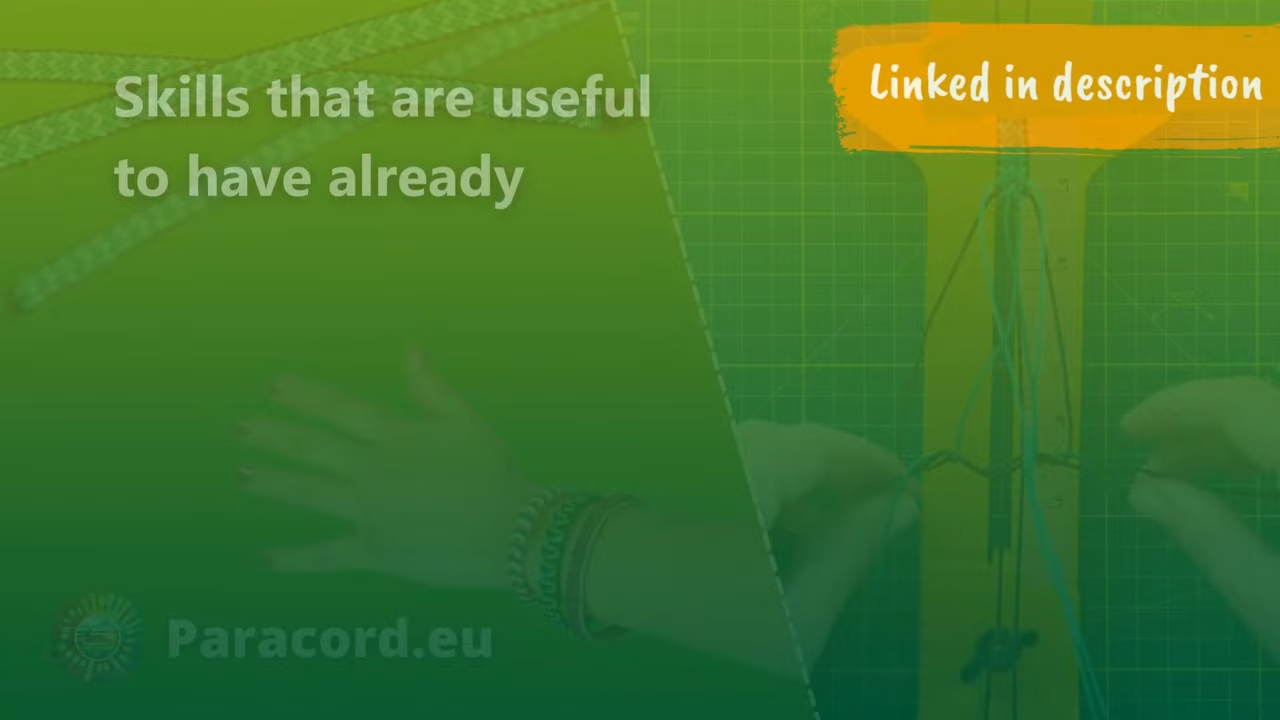 Skills that are useful
to have already
Linked in description
Paracord.eu